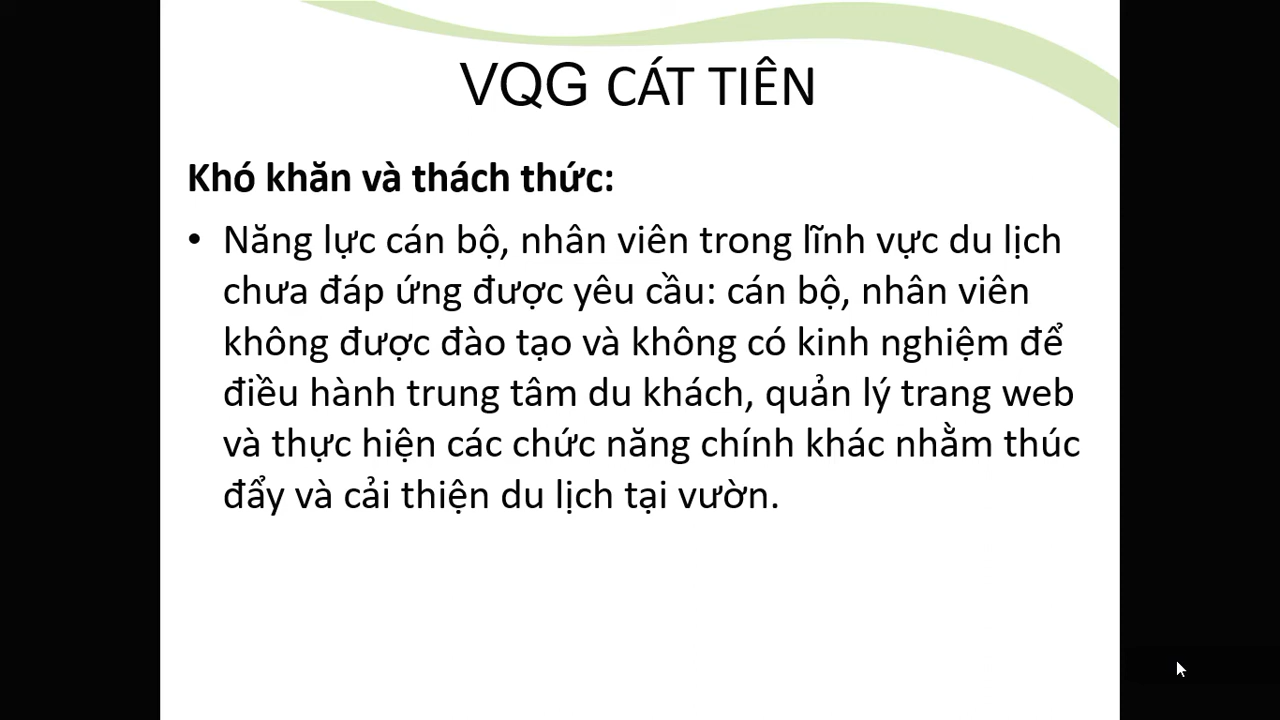 VQG CÁT TIÊN
Khó khăn và thách thức:
• Năng lực cán bộ, nhân viên trong lĩnh vực du lịch
chưa đáp ứng được yêu cầu: cán bộ, nhân viên
không được đào tạo và không có kinh nghiệm để
điều hành trung tâm du khách, quản lý trang web
và thực hiện các chức năng chính khác nhằm thúc
đẩy và cải thiện du lịch tại vườn.